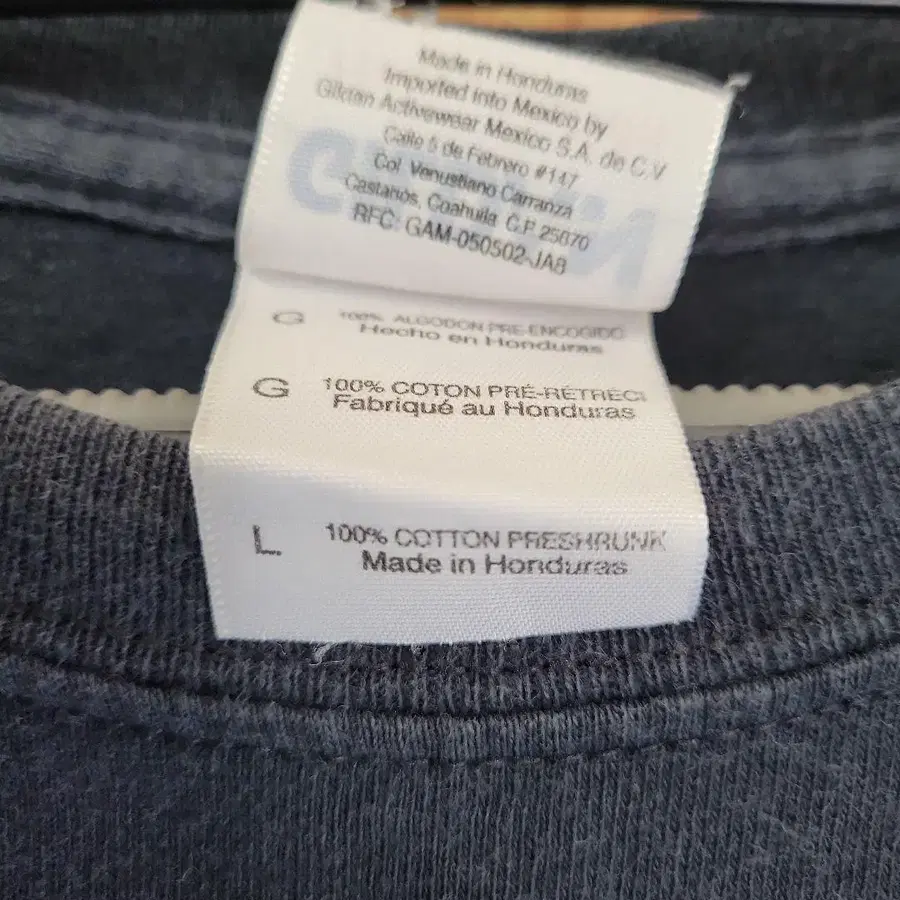 Made in Honduras
Imported into Mexico by
Gildan Activewear Mexico S.A. de C.V
Calle 5 de Febrero #147
Col. Venustiano Carranza
Castaños, Coahuila C.P. 25870
RFC: GAM-050502-JA8
G 100% ALGODON PRE-ENCOGIDO
Hecho en Honduras
G 100% COTON PRÉ-RÉTRÉCI
Fabriqué au Honduras
L 100% COTTON PRESHRUNK
Made in Honduras